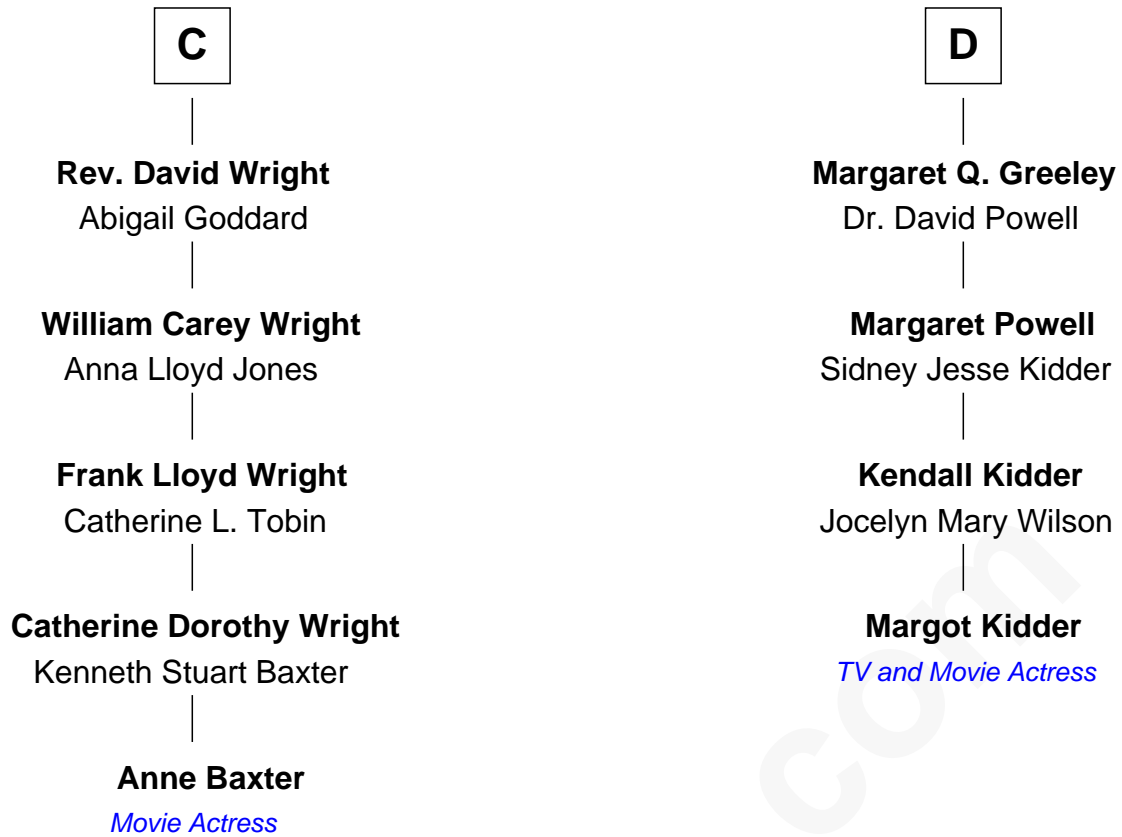 C
Rev. David Wright
Abigail Goddard
William Carey Wright
Anna Lloyd Jones
Frank Lloyd Wright
Catherine L. Tobin
Catherine Dorothy Wright
Kenneth Stuart Baxter
Anne Baxter
Movie Actress
D
Margaret Q. Greeley
Dr. David Powell
Margaret Powell
Sidney Jesse Kidder
Kendall Kidder
Jocelyn Mary Wilson
Margot Kidder
TV and Movie Actress
com